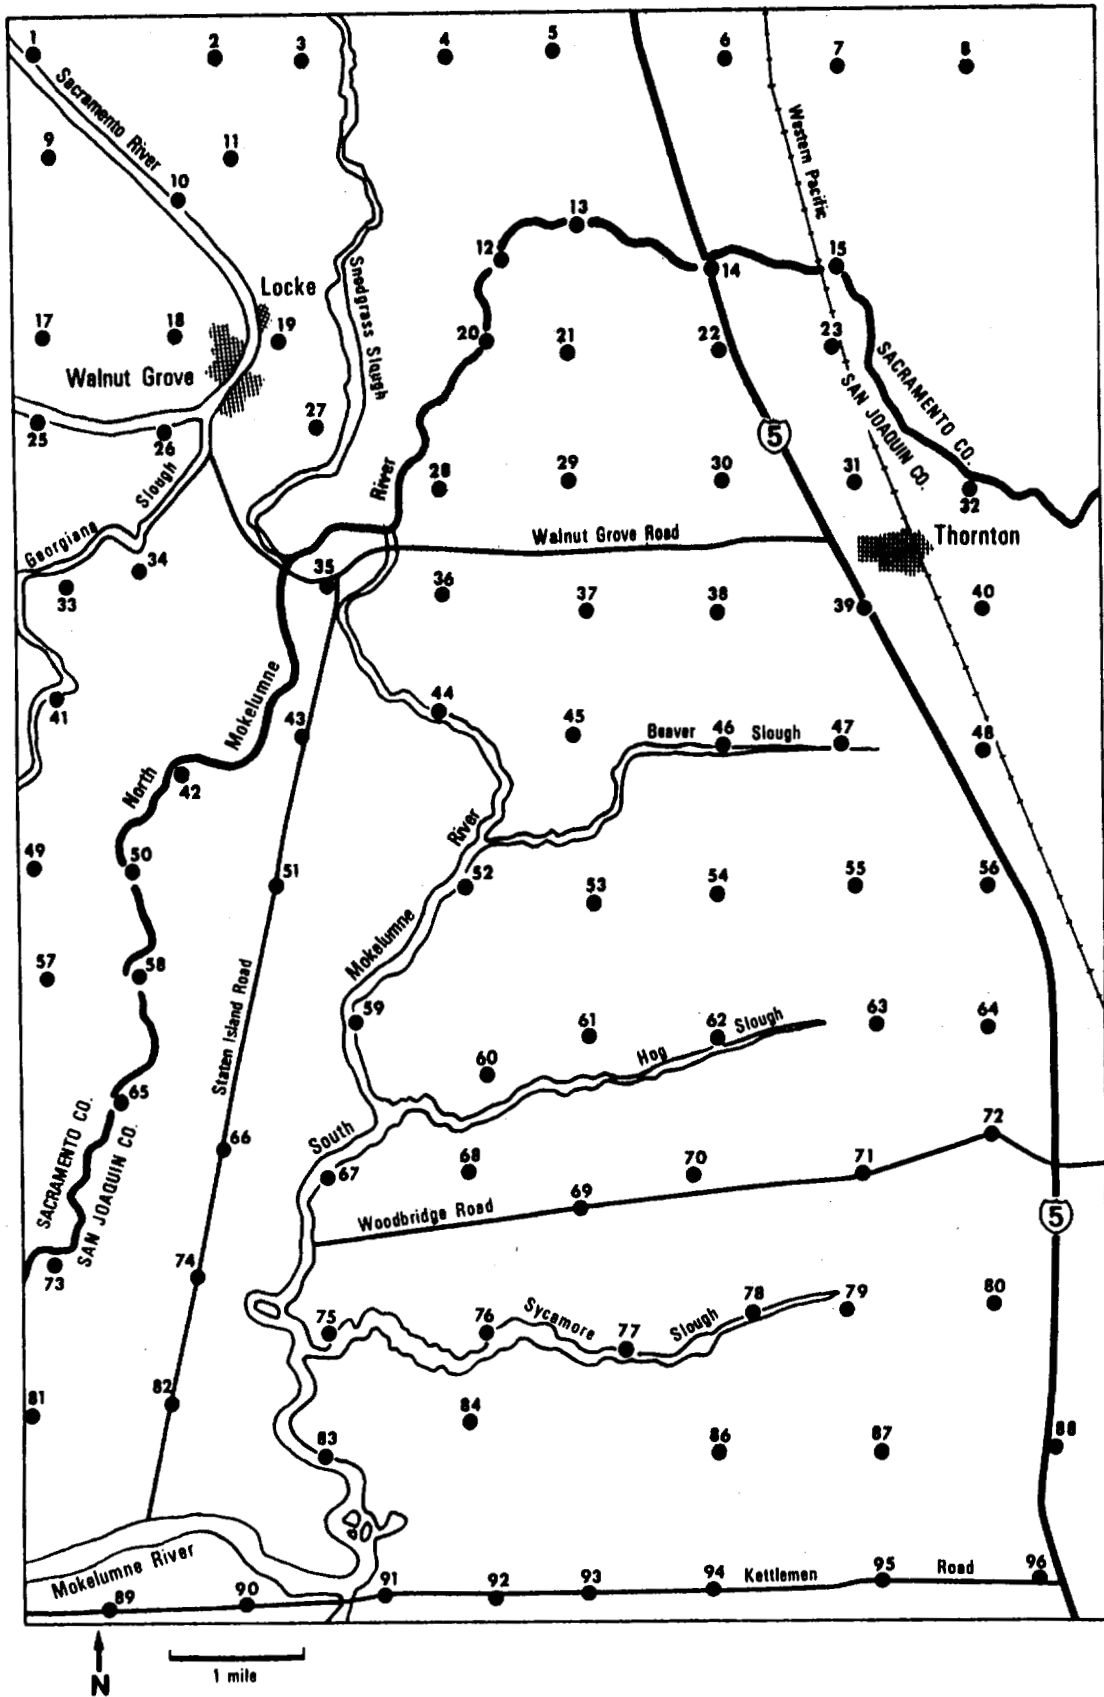 1 2 3 4 5 6 7 8
Sacramento River
Western Pacific
9 10 11
12 13 14 15
Locke
Snodgrass Slough
17 18 19 20 21 22 23
Walnut Grove
SACRAMENTO CO.
SAN JOAQUIN CO.
25 26 27 28 29 30 31 32
5
River
Slough
Georgiana
Walnut Grove Road
Thornton
33 34 35 36 37 38 39 40
Mokelumne
North
41 42 43 44 45 46 47 48
Beaver Slough
River
49 50 51 52 53 54 55 56
Mokelumne
57 58 59 60 61 62 63 64
Staten Island Road
Hog Slough
South
SACRAMENTO CO.
SAN JOAQUIN CO.
65 66 67 68 69 70 71 72
Woodbridge Road
5
73 74 75 76 77 78 79 80
Sycamore Slough
81 82 83 84 86 87 88
Mokelumne River
89 90 91 92 93 94 95 96
Kettlemen Road
N
1 mile